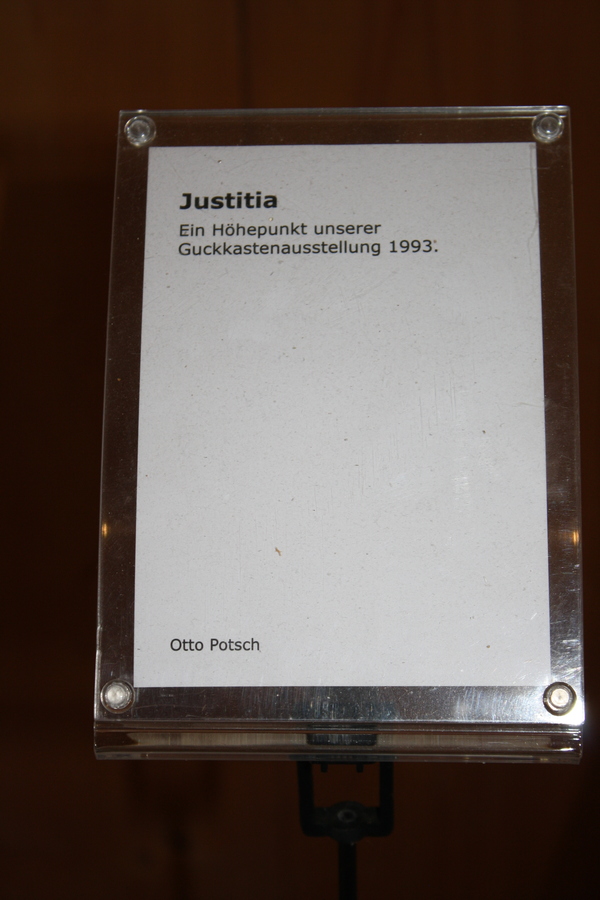 Justitia
Ein Höhepunkt unserer
Guckkastenausstellung 1993.
Otto Potsch